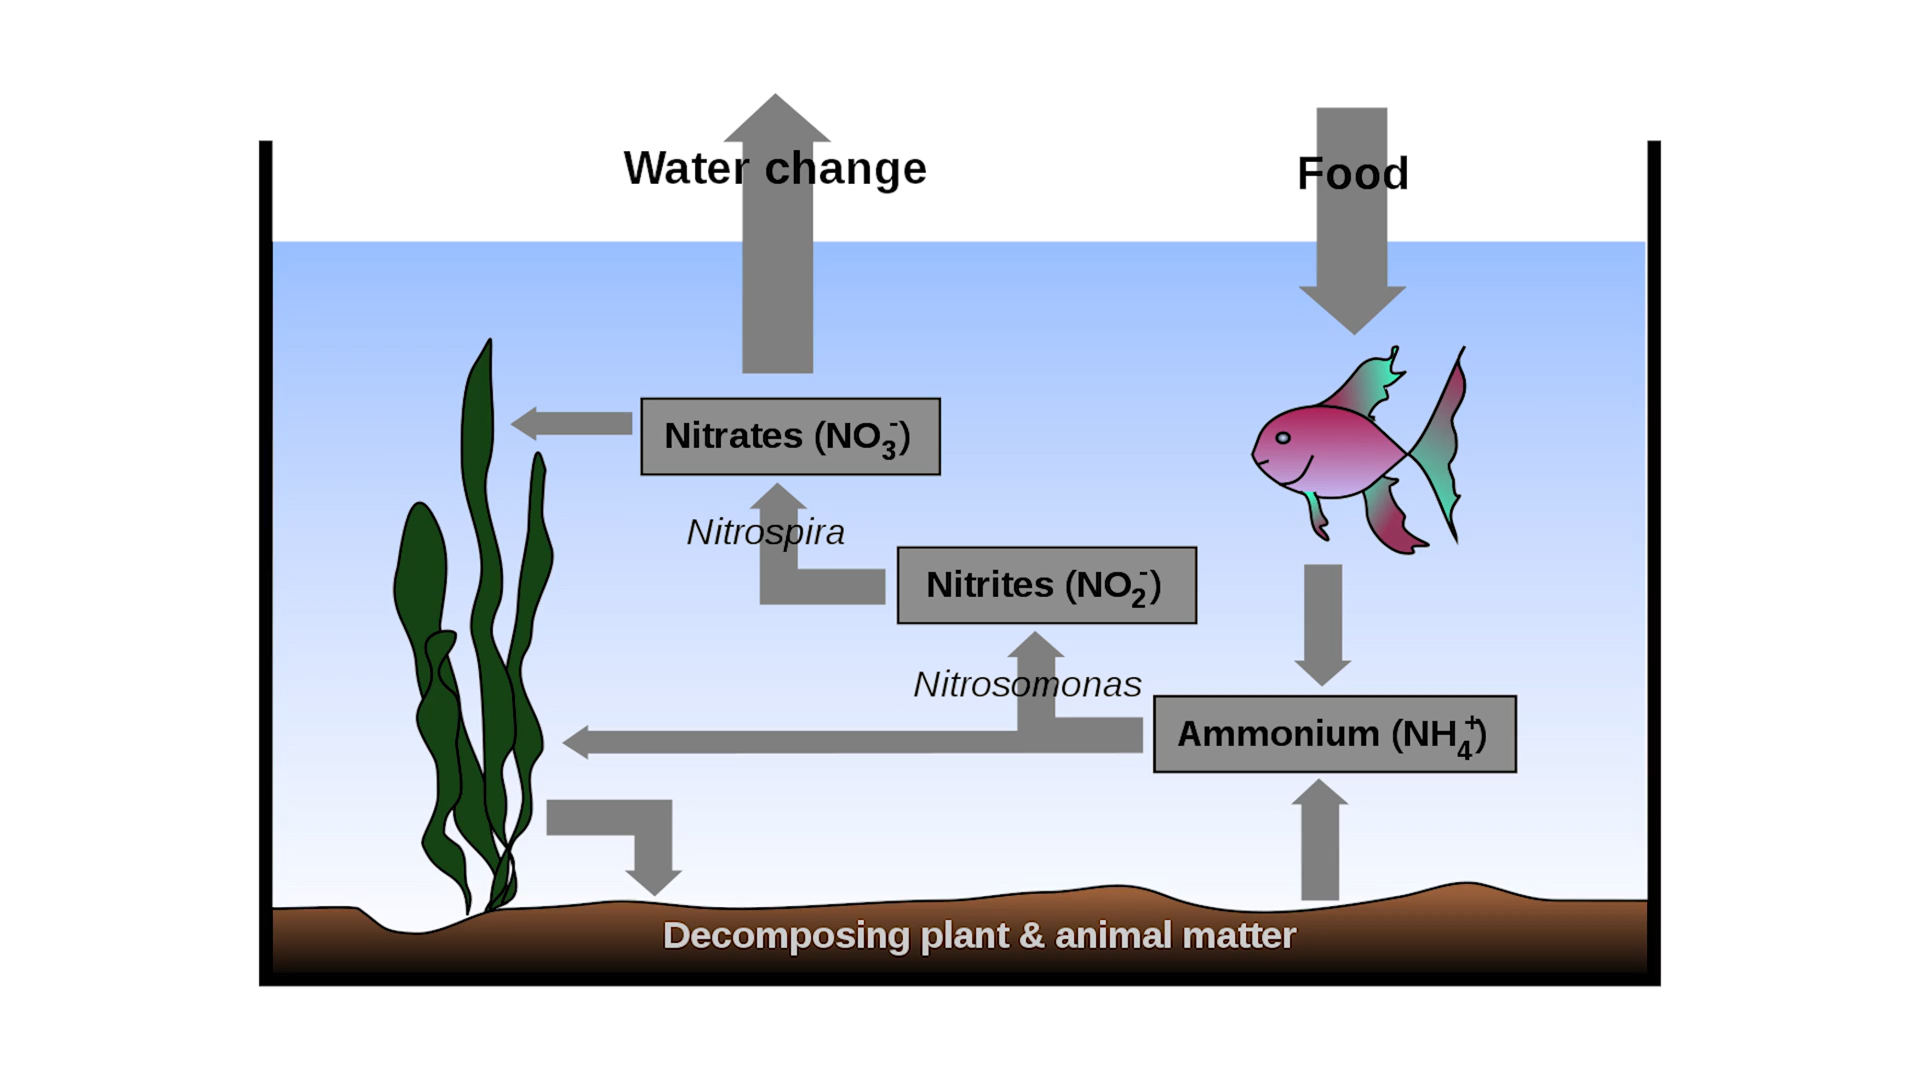 Water change
Food
Nitrates (NO₃⁻)
Nitrospira
Nitrites (NO₂⁻)
Nitrosomonas
Ammonium (NH₄⁺)
Decomposing plant & animal matter